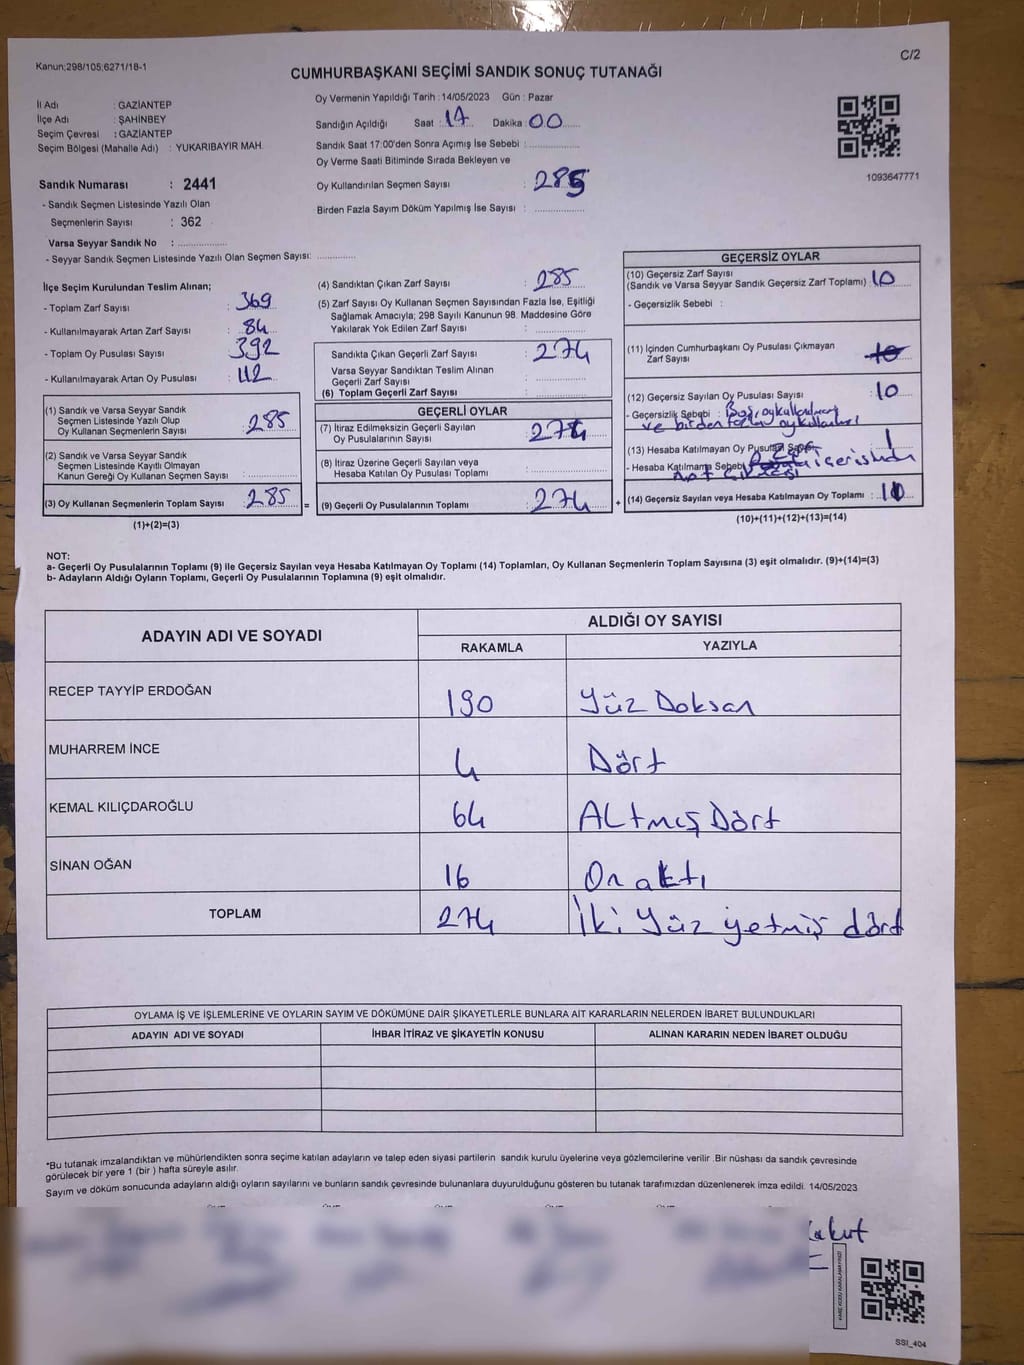 Kanun;298/105;6271/18-1
C/2
CUMHURBAŞKANI SEÇİMİ SANDIK SONUÇ TUTANAĞI
İl Adı : GAZİANTEP
İlçe Adı : ŞAHİNBEY
Seçim Çevresi : GAZİANTEP
Seçim Bölgesi (Mahalle Adı) : YUKARIBAYIR MAH.
Sandık Numarası : 2441
- Sandık Seçmen Listesinde Yazılı Olan
Seçmenlerin Sayısı : 362
Varsa Seyyar Sandık No :
- Seyyar Sandık Seçmen Listesinde Yazılı Olan Seçmen Sayısı:
Oy Vermenin Yapıldığı Tarih : 14/05/2023 Gün : Pazar
Sandığın Açıldığı Saat : 17 Dakika : 00
Sandık Saat 17:00'den Sonra Açılmış İse Sebebi :
Oy Verme Saati Bitiminde Sırada Bekleyen ve
Oy Kullandırılan Seçmen Sayısı : 285
Birden Fazla Sayım Döküm Yapılmış İse Sayısı :
1093647771
İlçe Seçim Kurulundan Teslim Alınan;
- Toplam Zarf Sayısı : 369
- Kullanılmayarak Artan Zarf Sayısı : 84
- Toplam Oy Pusulası Sayısı : 392
- Kullanılmayarak Artan Oy Pusulası : 112
(1) Sandık ve Varsa Seyyar Sandık
Seçmen Listesinde Yazılı Olup
Oy Kullanan Seçmenlerin Sayısı : 285
(2) Sandık ve Varsa Seyyar Sandık
Seçmen Listesinde Kayıtlı Olmayan
Kanun Gereği Oy Kullanan Seçmen Sayısı :
(3) Oy Kullanan Seçmenlerin Toplam Sayısı : 285
(1)+(2)=(3)
(4) Sandıktan Çıkan Zarf Sayısı : 285
(5) Zarf Sayısı Oy Kullanan Seçmen Sayısından Fazla İse, Eşitliği
Sağlamak Amacıyla; 298 Sayılı Kanunun 98. Maddesine Göre
Yakılarak Yok Edilen Zarf Sayısı :
Sandıkta Çıkan Geçerli Zarf Sayısı : 274
Varsa Seyyar Sandıktan Teslim Alınan
Geçerli Zarf Sayısı :
(6) Toplam Geçerli Zarf Sayısı :
GEÇERLİ OYLAR
(7) İtiraz Edilmeksizin Geçerli Sayılan
Oy Pusulalarının Sayısı : 274
(8) İtiraz Üzerine Geçerli Sayılan veya
Hesaba Katılan Oy Pusulası Toplamı :
= (9) Geçerli Oy Pusulalarının Toplamı : 274 +
GEÇERSİZ OYLAR
(10) Geçersiz Zarf Sayısı
(Sandık ve Varsa Seyyar Sandık Geçersiz Zarf Toplamı) : 10
- Geçersizlik Sebebi :
(11) İçinden Cumhurbaşkanı Oy Pusulası Çıkmayan
Zarf Sayısı : 10
(12) Geçersiz Sayılan Oy Pusulası Sayısı : 10
- Geçersizlik Sebebi : Boş oy kullanılması
ve birden fazla oy kullanılması
(13) Hesaba Katılmayan Oy Pusulası Sayısı : 1
- Hesaba Katılmama Sebebi : içerisinde
(14) Geçersiz Sayılan veya Hesaba Katılmayan Oy Toplamı : 11
(10)+(11)+(12)+(13)=(14)
NOT:
a- Geçerli Oy Pusulalarının Toplamı (9) ile Geçersiz Sayılan veya Hesaba Katılmayan Oy Toplamı (14) Toplamları, Oy Kullanan Seçmenlerin Toplam Sayısına (3) eşit olmalıdır. (9)+(14)=(3)
b- Adayların Aldığı Oyların Toplamı, Geçerli Oy Pusulalarının Toplamına (9) eşit olmalıdır.
ADAYIN ADI VE SOYADI ALDIĞI OY SAYISI
RAKAMLA YAZIYLA
RECEP TAYYİP ERDOĞAN 190 Yüz Doksan
MUHARREM İNCE 4 Dört
KEMAL KILIÇDAROĞLU 64 Altmış Dört
SİNAN OĞAN 16 On altı
TOPLAM 274 İki Yüz yetmiş dört
OYLAMA İŞ VE İŞLEMLERİNE VE OYLARIN SAYIM VE DÖKÜMÜNE DAİR ŞİKAYETLERLE BUNLARA AİT KARARLARIN NELERDEN İBARET BULUNDUKLARI
ADAYIN ADI VE SOYADI İHBAR İTİRAZ VE ŞİKAYETİN KONUSU ALINAN KARARIN NEDEN İBARET OLDUĞU
*Bu tutanak imzalandıktan ve mühürlendikten sonra seçime katılan adayların ve talep eden siyasi partilerin sandık kurulu üyelerine veya gözlemcilerine verilir .Bir nüshası da sandık çevresinde
görülecek bir yere 1 (bir ) hafta süreyle asılır.
Sayım ve döküm sonucunda adayların aldığı oyların sayılarını ve bunların sandık çevresinde bulunanlara duyurulduğunu gösteren bu tutanak tarafımızdan düzenlenerek imza edildi. 14/05/2023
SSI_404